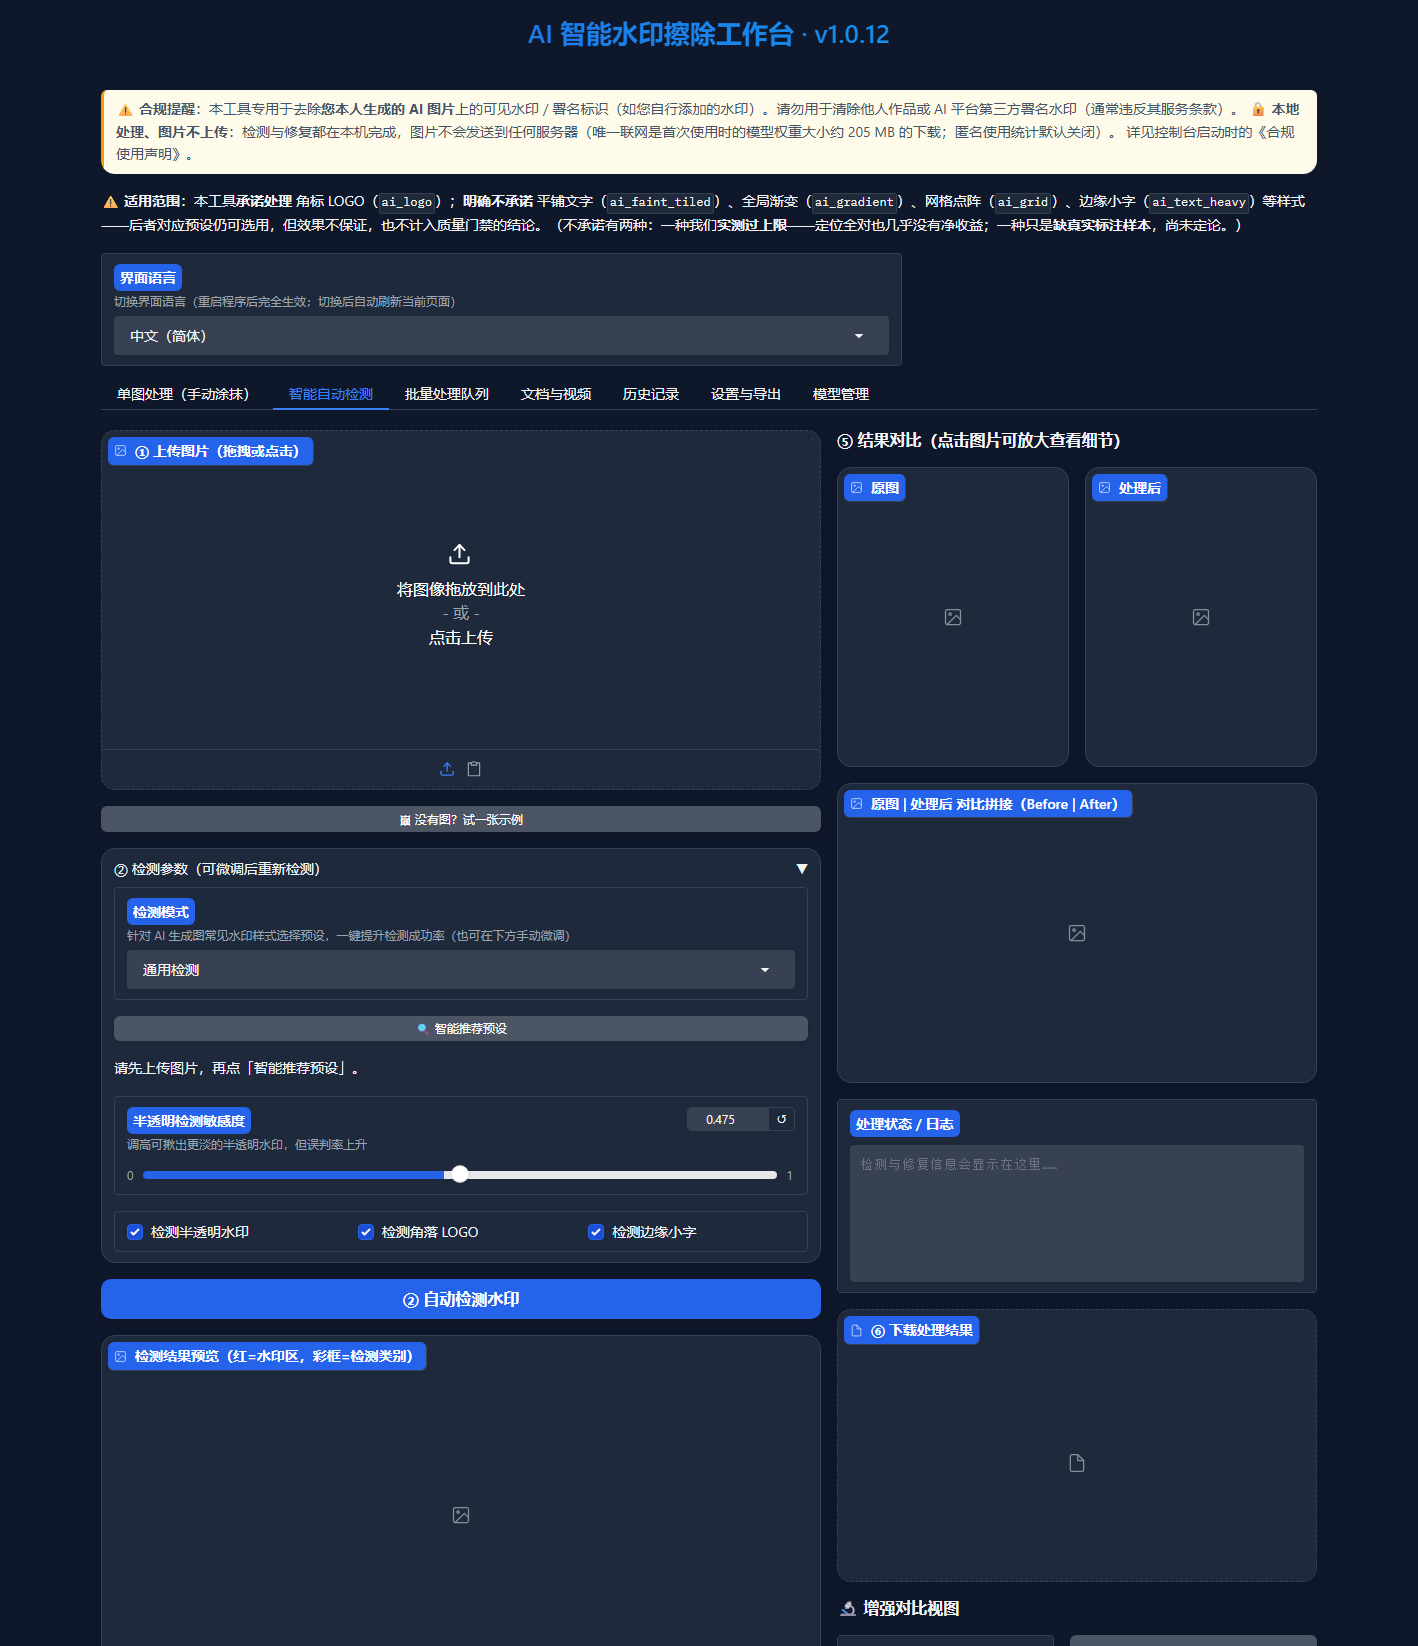 AI 智能水印擦除工作台 · v1.0.12
⚠️ 合规提醒：本工具专用于去除您本人生成的 AI 图片上的可见水印 / 署名标识（如您自行添加的水印）。请勿用于清除他人作品或 AI 平台第三方署名水印（通常违反其服务条款）。 🔒 本地
处理、图片不上传：检测与修复都在本机完成，图片不会发送到任何服务器（唯一联网是首次使用时的模型权重大小约 205 MB 的下载；匿名使用统计默认关闭）。 详见控制台启动时的《合规
使用声明》。
⚠️ 适用范围：本工具承诺处理 角标 LOGO（ai_logo）；明确不承诺 平铺文字（ai_faint_tiled）、全局渐变（ai_gradient）、网格点阵（ai_grid）、边缘小字（ai_text_heavy）等样式
——后者对应预设仍可选用，但效果不保证，也不计入质量门禁的结论。（不承诺有两种：一种我们实测过上限——定位全对也几乎没有净收益；一种只是缺真实标注样本，尚未定论。）
界面语言
切换界面语言（重启程序后完全生效；切换后自动刷新当前页面）
中文（简体）
单图处理（手动涂抹） 智能自动检测 批量处理队列 文档与视频 历史记录 设置与导出 模型管理
① 上传图片（拖拽或点击）
将图像拖放到此处
- 或 -
点击上传
没有图？试一张示例
② 检测参数（可微调后重新检测） ▼
检测模式
针对 AI 生成图常见水印样式选择预设，一键提升检测成功率（也可在下方手动微调）
通用检测
🔍 智能推荐预设
请先上传图片，再点「智能推荐预设」。
半透明检测敏感度 0.475 ↺
调高可揪出更淡的半透明水印，但误判率上升
0 1
检测半透明水印 检测角落 LOGO 检测边缘小字
② 自动检测水印
检测结果预览（红=水印区，彩框=检测类别）
⑤ 结果对比（点击图片可放大查看细节）
原图 处理后
原图 | 处理后 对比拼接（Before | After）
处理状态 / 日志
检测与修复信息会显示在这里……
⑥ 下载处理结果
🔬 增强对比视图